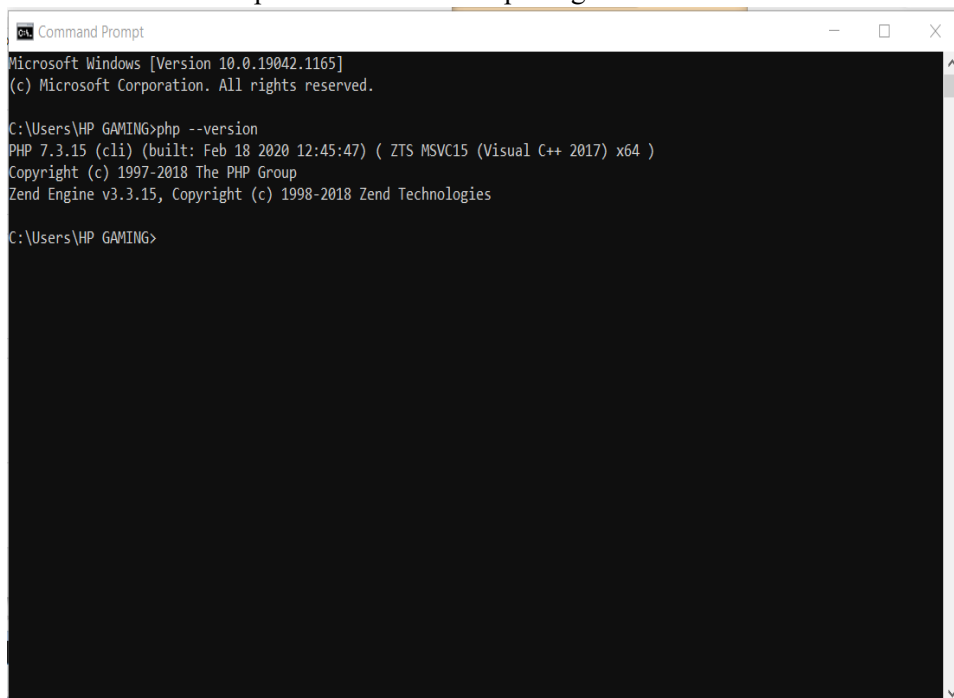 Command Prompt
Microsoft Windows [Version 10.0.19042.1165]
(c) Microsoft Corporation. All rights reserved.
C:\Users\HP GAMING>php --version
PHP 7.3.15 (cli) (built: Feb 18 2020 12:45:47) ( ZTS MSVC15 (Visual C++ 2017) x64 )
Copyright (c) 1997-2018 The PHP Group
Zend Engine v3.3.15, Copyright (c) 1998-2018 Zend Technologies
C:\Users\HP GAMING>